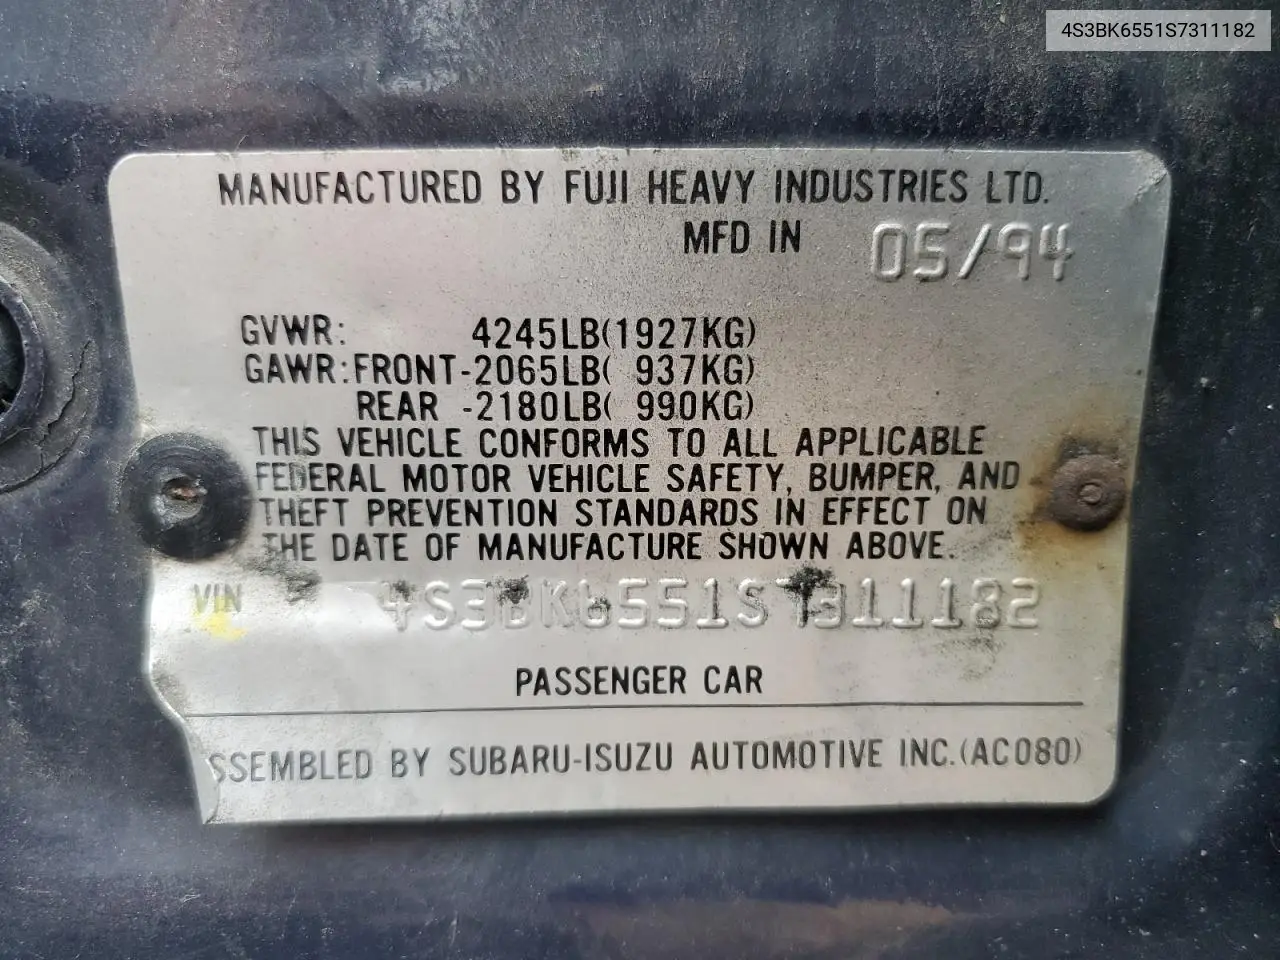 4S3BK6551S7311182
MANUFACTURED BY FUJI HEAVY INDUSTRIES LTD.
MFD IN 05/94
GVWR: 4245LB(1927KG)
GAWR:FRONT-2065LB( 937KG)
REAR -2180LB( 990KG)
THIS VEHICLE CONFORMS TO ALL APPLICABLE
FEDERAL MOTOR VEHICLE SAFETY, BUMPER, AND
THEFT PREVENTION STANDARDS IN EFFECT ON
THE DATE OF MANUFACTURE SHOWN ABOVE.
VIN 4S3BK6551S7311182
PASSENGER CAR
SSEMBLED BY SUBARU-ISUZU AUTOMOTIVE INC.(AC080)